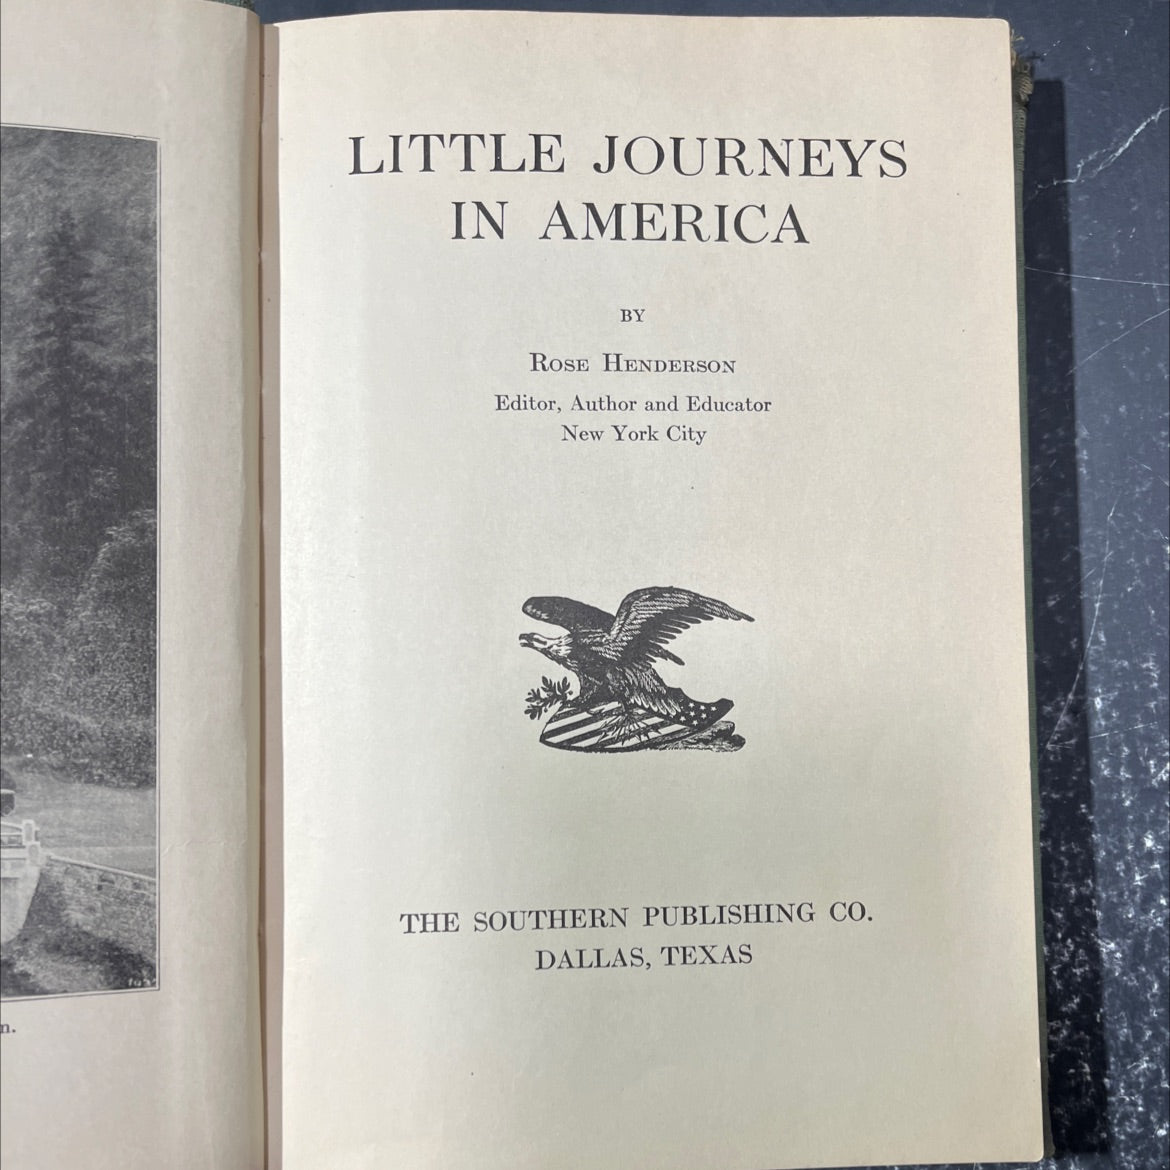 LITTLE JOURNEYS
IN AMERICA
BY
ROSE HENDERSON
Editor, Author and Educator
New York City
THE SOUTHERN PUBLISHING CO.
DALLAS, TEXAS
n.